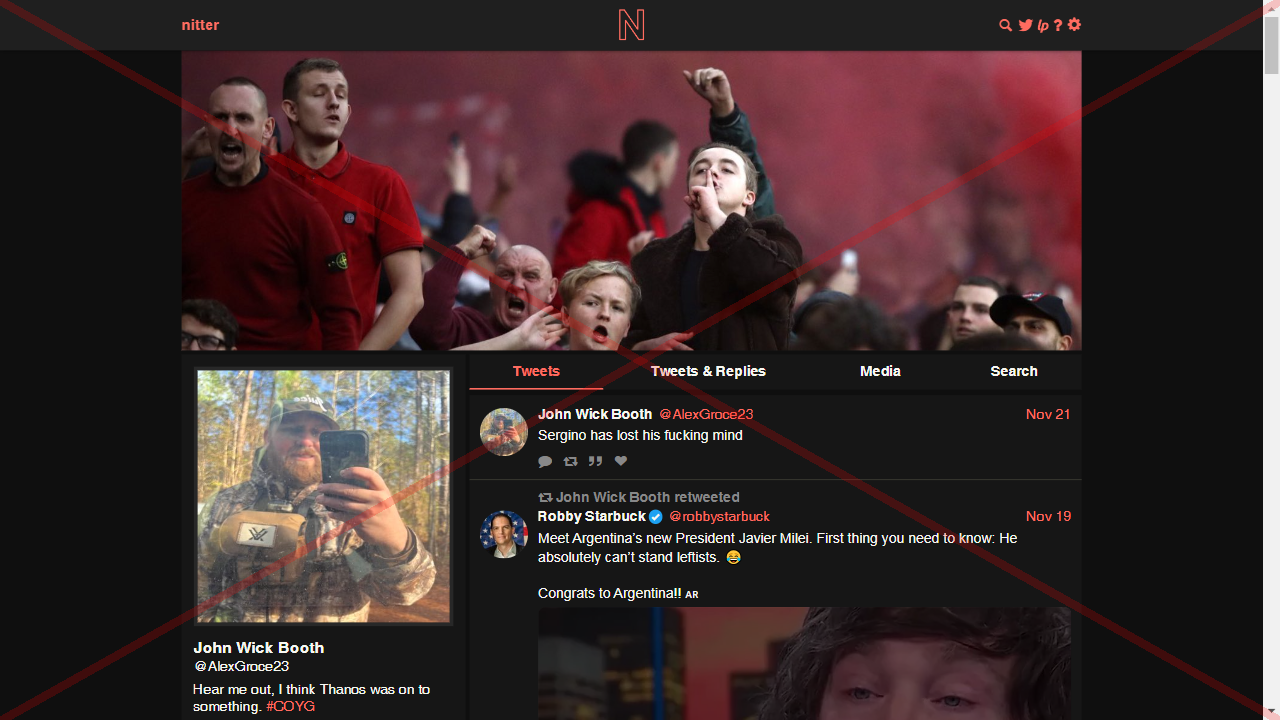 nitter
N
lp ?
Tweets Tweets & Replies Media Search
John Wick Booth @AlexGroce23 Nov 21
Sergino has lost his fucking mind
John Wick Booth retweeted
Robby Starbuck @robbystarbuck Nov 19
Meet Argentina’s new President Javier Milei. First thing you need to know: He
absolutely can’t stand leftists. 😂
Congrats to Argentina!! AR
John Wick Booth
@AlexGroce23
Hear me out, I think Thanos was on to
something. #COYG